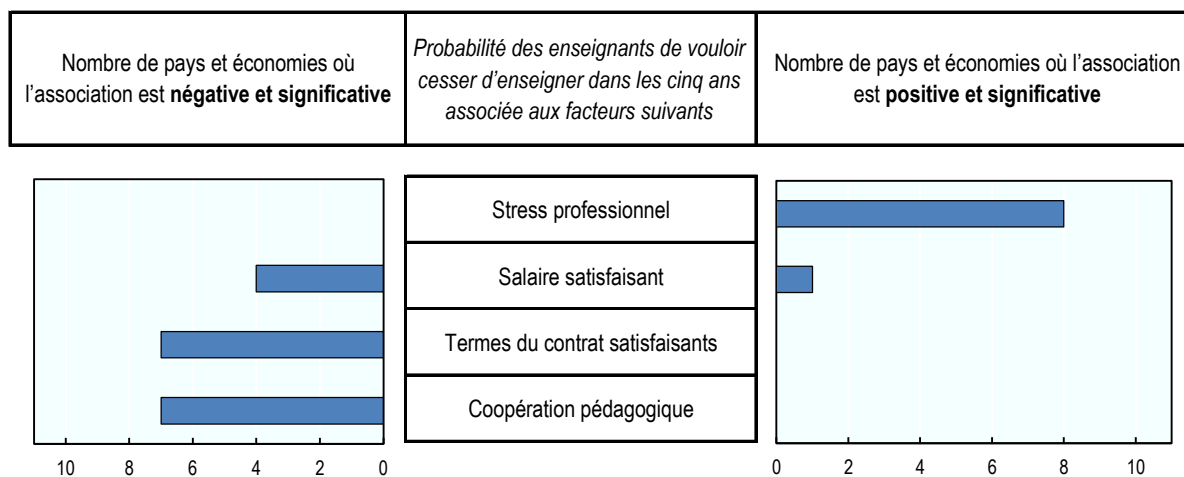 Nombre de pays et économies où
l’association est négative et significative
Probabilité des enseignants de vouloir
cesser d’enseigner dans les cinq ans
associée aux facteurs suivants
Nombre de pays et économies où l’association
est positive et significative
Stress professionnel
Salaire satisfaisant
Termes du contrat satisfaisants
Coopération pédagogique
10 8 6 4 2 0
0 2 4 6 8 10